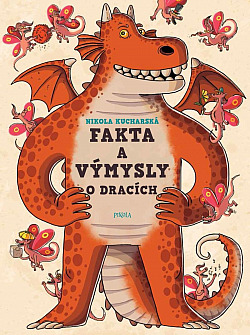 NIKOLA KUCHARSKÁ
FAKTA
A
VÝMYSLY
O DRACÍCH
PIKOLA